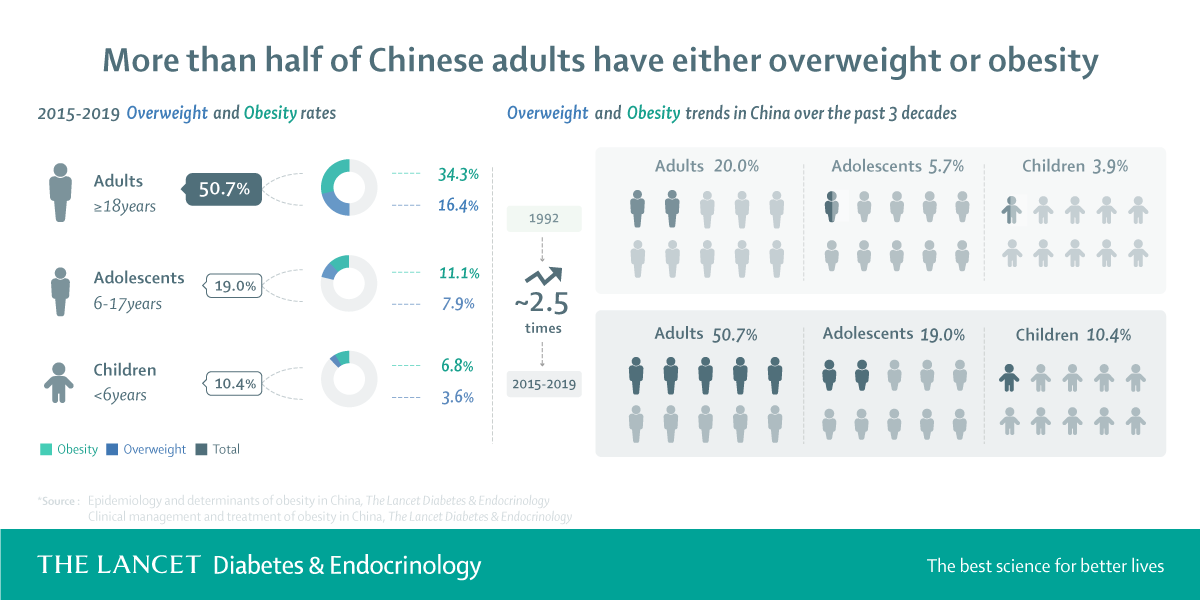 More than half of Chinese adults have either overweight or obesity
2015-2019 Overweight and Obesity rates
Adults
≥18years
50.7%
34.3%
16.4%
Adolescents
6-17years
19.0%
11.1%
7.9%
Children
<6years
10.4%
6.8%
3.6%
Obesity Overweight Total
Overweight and Obesity trends in China over the past 3 decades
1992
~2.5
times
2015-2019
Adults 20.0%
Adolescents 5.7%
Children 3.9%
Adults 50.7%
Adolescents 19.0%
Children 10.4%
*Source : Epidemiology and determinants of obesity in China, The Lancet Diabetes & Endocrinology
Clinical management and treatment of obesity in China, The Lancet Diabetes & Endocrinology
THE LANCET Diabetes & Endocrinology
The best science for better lives